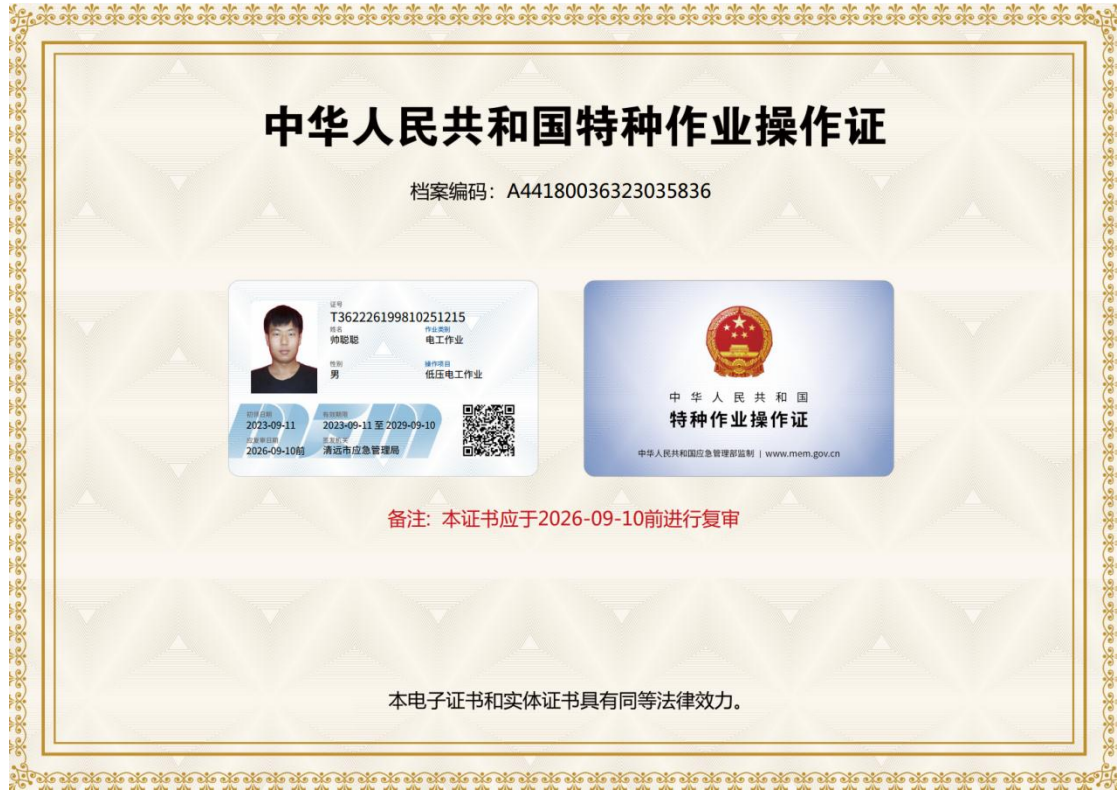 中华人民共和国特种作业操作证
档案编码：A44180036323035836
证号
T362226199810251215
姓名 作业类别
帅聪聪 电工作业
性别 操作项目
男 低压电工作业
初领日期 有效期限
2023-09-11 2023-09-11 至 2029-09-10
应复审日期 签发机关
2026-09-10前 清远市应急管理局
中华人民共和国
特种作业操作证
中华人民共和国应急管理部监制 | www.mem.gov.cn
备注: 本证书应于2026-09-10前进行复审
本电子证书和实体证书具有同等法律效力。